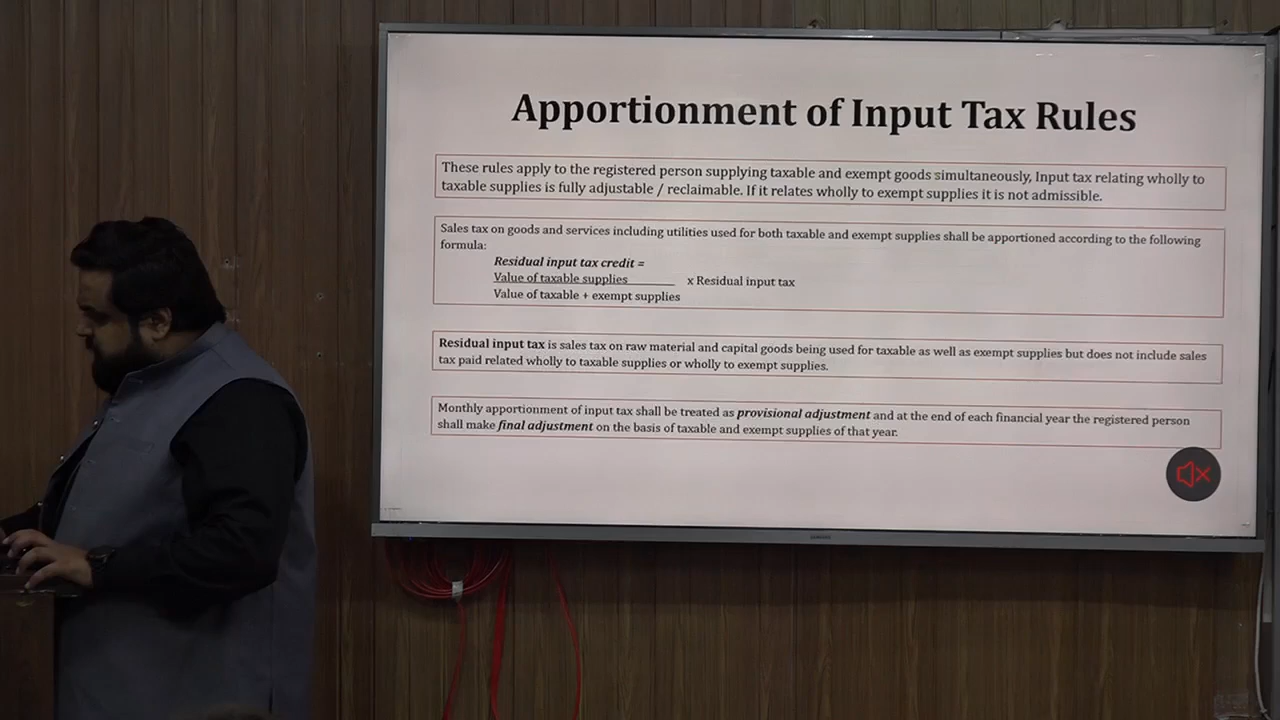 Apportionment of Input Tax Rules
These rules apply to the registered person supplying taxable and exempt goods simultaneously, Input tax relating wholly to
taxable supplies is fully adjustable / reclaimable. If it relates wholly to exempt supplies it is not admissible.
Sales tax on goods and services including utilities used for both taxable and exempt supplies shall be apportioned according to the following
formula:
Residual input tax credit =
Value of taxable supplies x Residual input tax
Value of taxable + exempt supplies
Residual input tax is sales tax on raw material and capital goods being used for taxable as well as exempt supplies but does not include sales
tax paid related wholly to taxable supplies or wholly to exempt supplies.
Monthly apportionment of input tax shall be treated as provisional adjustment and at the end of each financial year the registered person
shall make final adjustment on the basis of taxable and exempt supplies of that year.
SAMSUNG